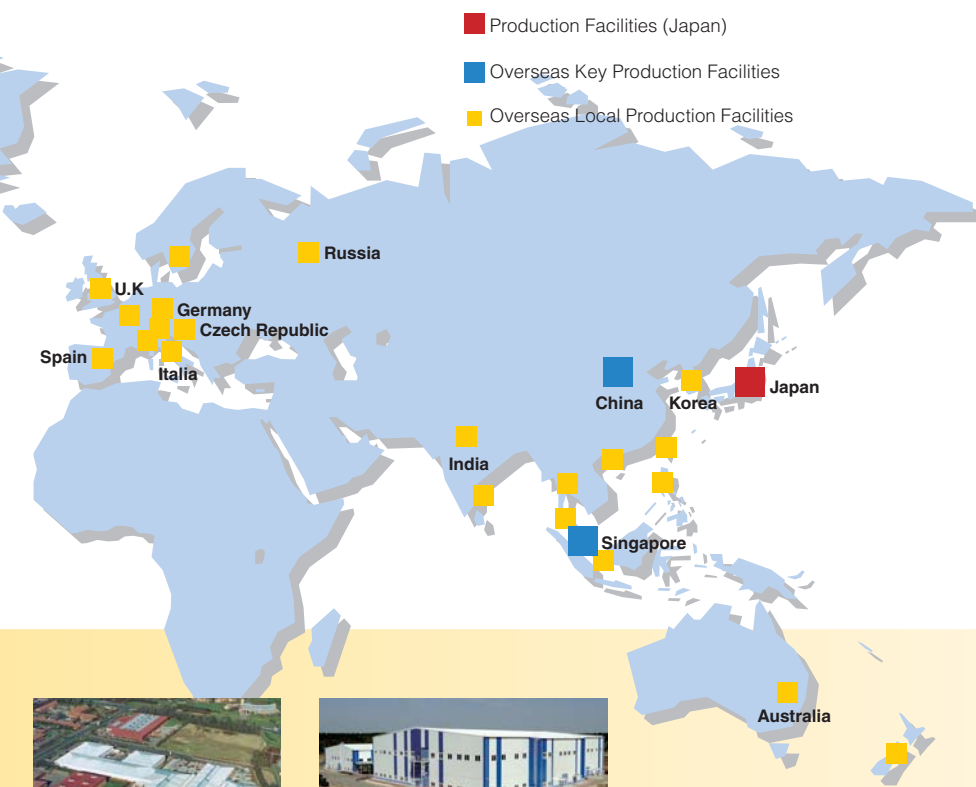 Production Facilities (Japan)
Overseas Key Production Facilities
Overseas Local Production Facilities
Russia
U.K
Germany
Czech Republic
Spain
Italia
China
Korea
Japan
India
Singapore
Australia